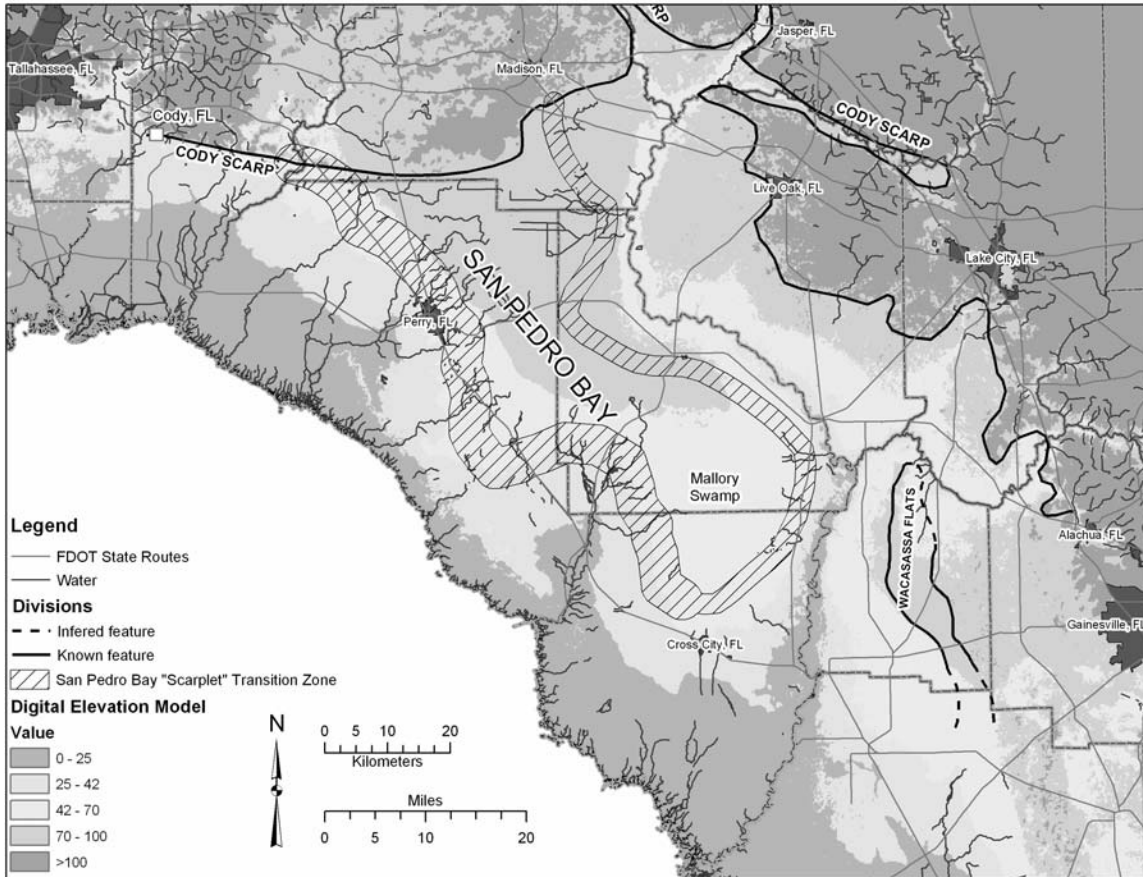 SCARP
Jasper, FL
Tallahassee, FL
Madison, FL
Cody, FL
CODY SCARP
CODY SCARP
Live Oak, FL
Lake City, FL
SAN PEDRO BAY
Perry, FL
Mallory
Swamp
WACASASSA FLATS
Alachua, FL
Gainesville, FL
Cross City, FL
Legend
FDOT State Routes
Water
Divisions
Infered feature
Known feature
San Pedro Bay "Scarplet" Transition Zone
Digital Elevation Model
Value
0 - 25
25 - 42
42 - 70
70 - 100
>100
N
0 5 10 20
Kilometers
Miles
0 5 10 20